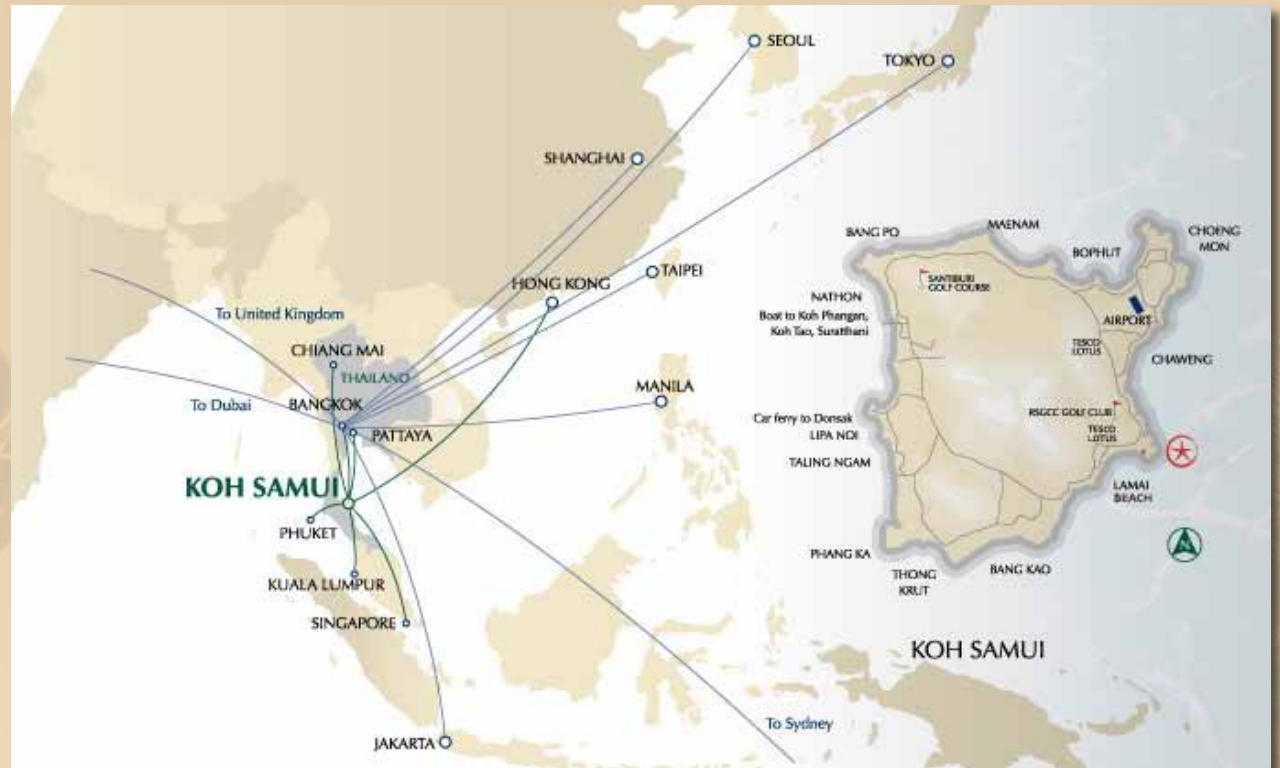 SEOUL
TOKYO
SHANGHAI
TAIPEI
HONG KONG
To United Kingdom
CHIANG MAI
THAILAND
To Dubai
BANGKOK
MANILA
PATTAYA
KOH SAMUI
PHUKET
KUALA LUMPUR
SINGAPORE
JAKARTA
To Sydney
BANG PO
MAENAM
CHOENG
MON
BOPHUT
SANTIBURI
GOLF COURSE
NATHON
Boat to Koh Phangan,
Koh Tao, Suratthani
AIRPORT
TESCO
LOTUS
CHAWENG
RSGCC GOLF CLUB
Car ferry to Donsak
LIPA NOI
TESCO
LOTUS
TALING NGAM
LAMAI
BEACH
PHANG KA
THONG
KRUT
BANG KAO
N
KOH SAMUI